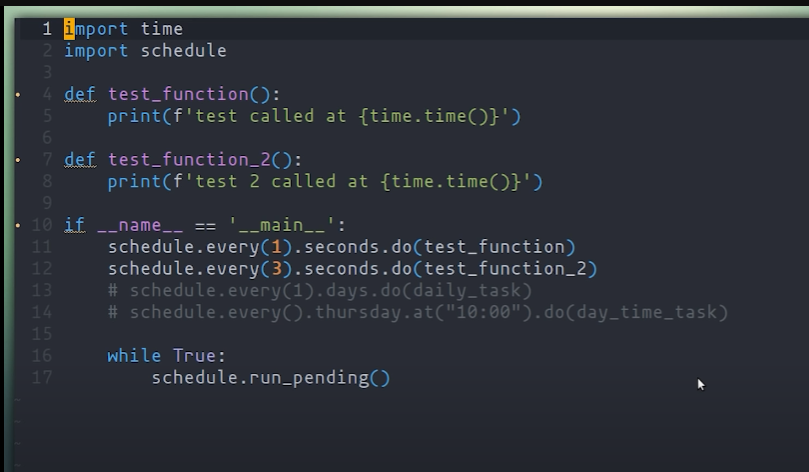 1 import time
2 import schedule
3
4 def test_function():
5     print(f'test called at {time.time()}')
6
7 def test_function_2():
8     print(f'test 2 called at {time.time()}')
9
10 if __name__ == '__main__':
11     schedule.every(1).seconds.do(test_function)
12     schedule.every(3).seconds.do(test_function_2)
13     # schedule.every(1).days.do(daily_task)
14     # schedule.every().thursday.at("10:00").do(day_time_task)
15
16     while True:
17         schedule.run_pending()